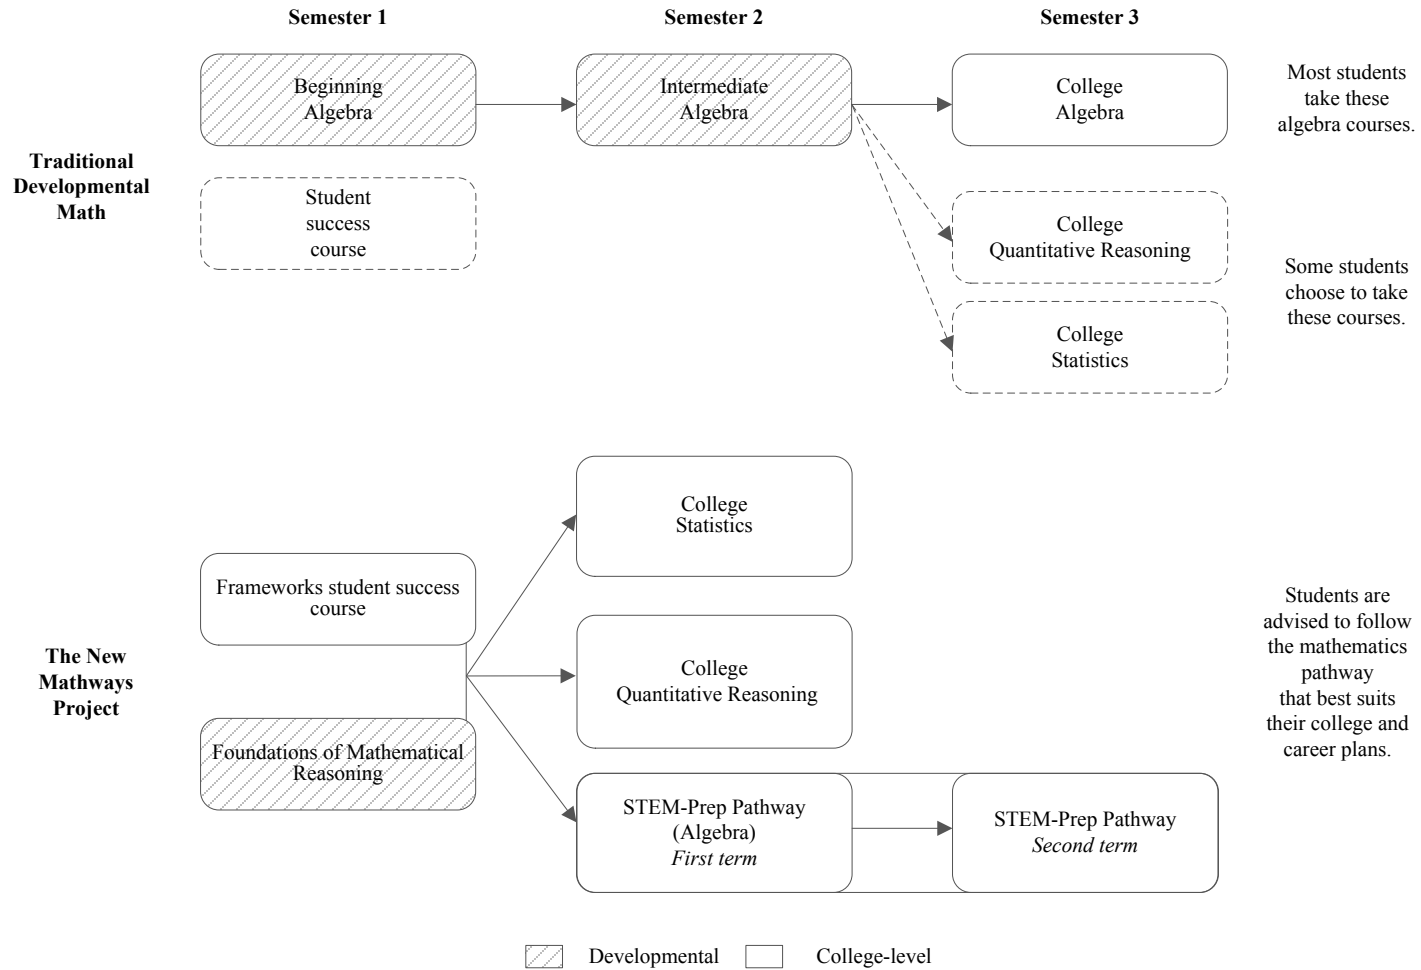 Semester 1
Semester 2
Semester 3
Traditional
Developmental
Math
Beginning
Algebra
Intermediate
Algebra
College
Algebra
Most students
take these
algebra courses.
Student
success
course
College
Quantitative Reasoning
College
Statistics
Some students
choose to take
these courses.
The New
Mathways
Project
Frameworks student success
course
Foundations of Mathematical
Reasoning
College
Statistics
College
Quantitative Reasoning
STEM-Prep Pathway
(Algebra)
First term
STEM-Prep Pathway
Second term
Students are
advised to follow
the mathematics
pathway
that best suits
their college and
career plans.
Developmental
College-level